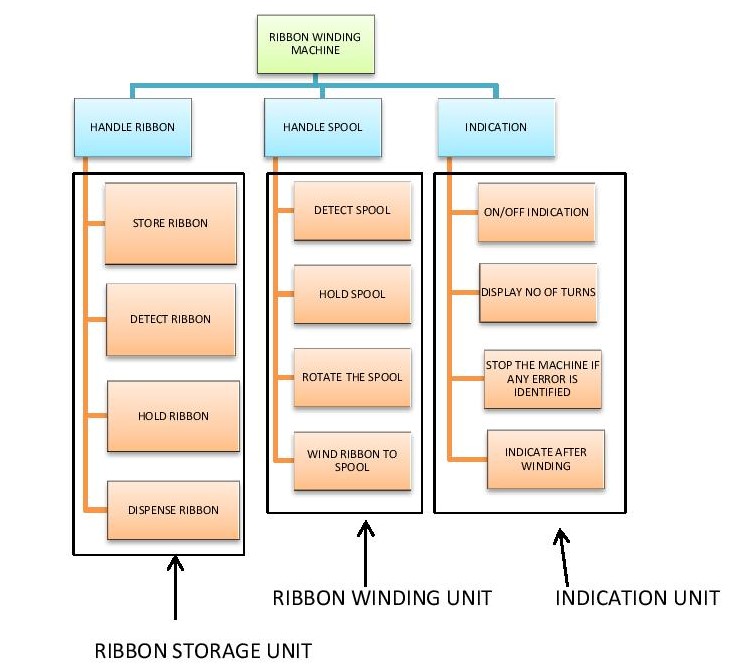 RIBBON WINDING
MACHINE
HANDLE RIBBON
HANDLE SPOOL
INDICATION
STORE RIBBON
DETECT RIBBON
HOLD RIBBON
DISPENSE RIBBON
DETECT SPOOL
HOLD SPOOL
ROTATE THE SPOOL
WIND RIBBON TO
SPOOL
ON/OFF INDICATION
DISPLAY NO OF TURNS
STOP THE MACHINE IF
ANY ERROR IS
IDENTIFIED
INDICATE AFTER
WINDING
RIBBON STORAGE UNIT
RIBBON WINDING UNIT
INDICATION UNIT